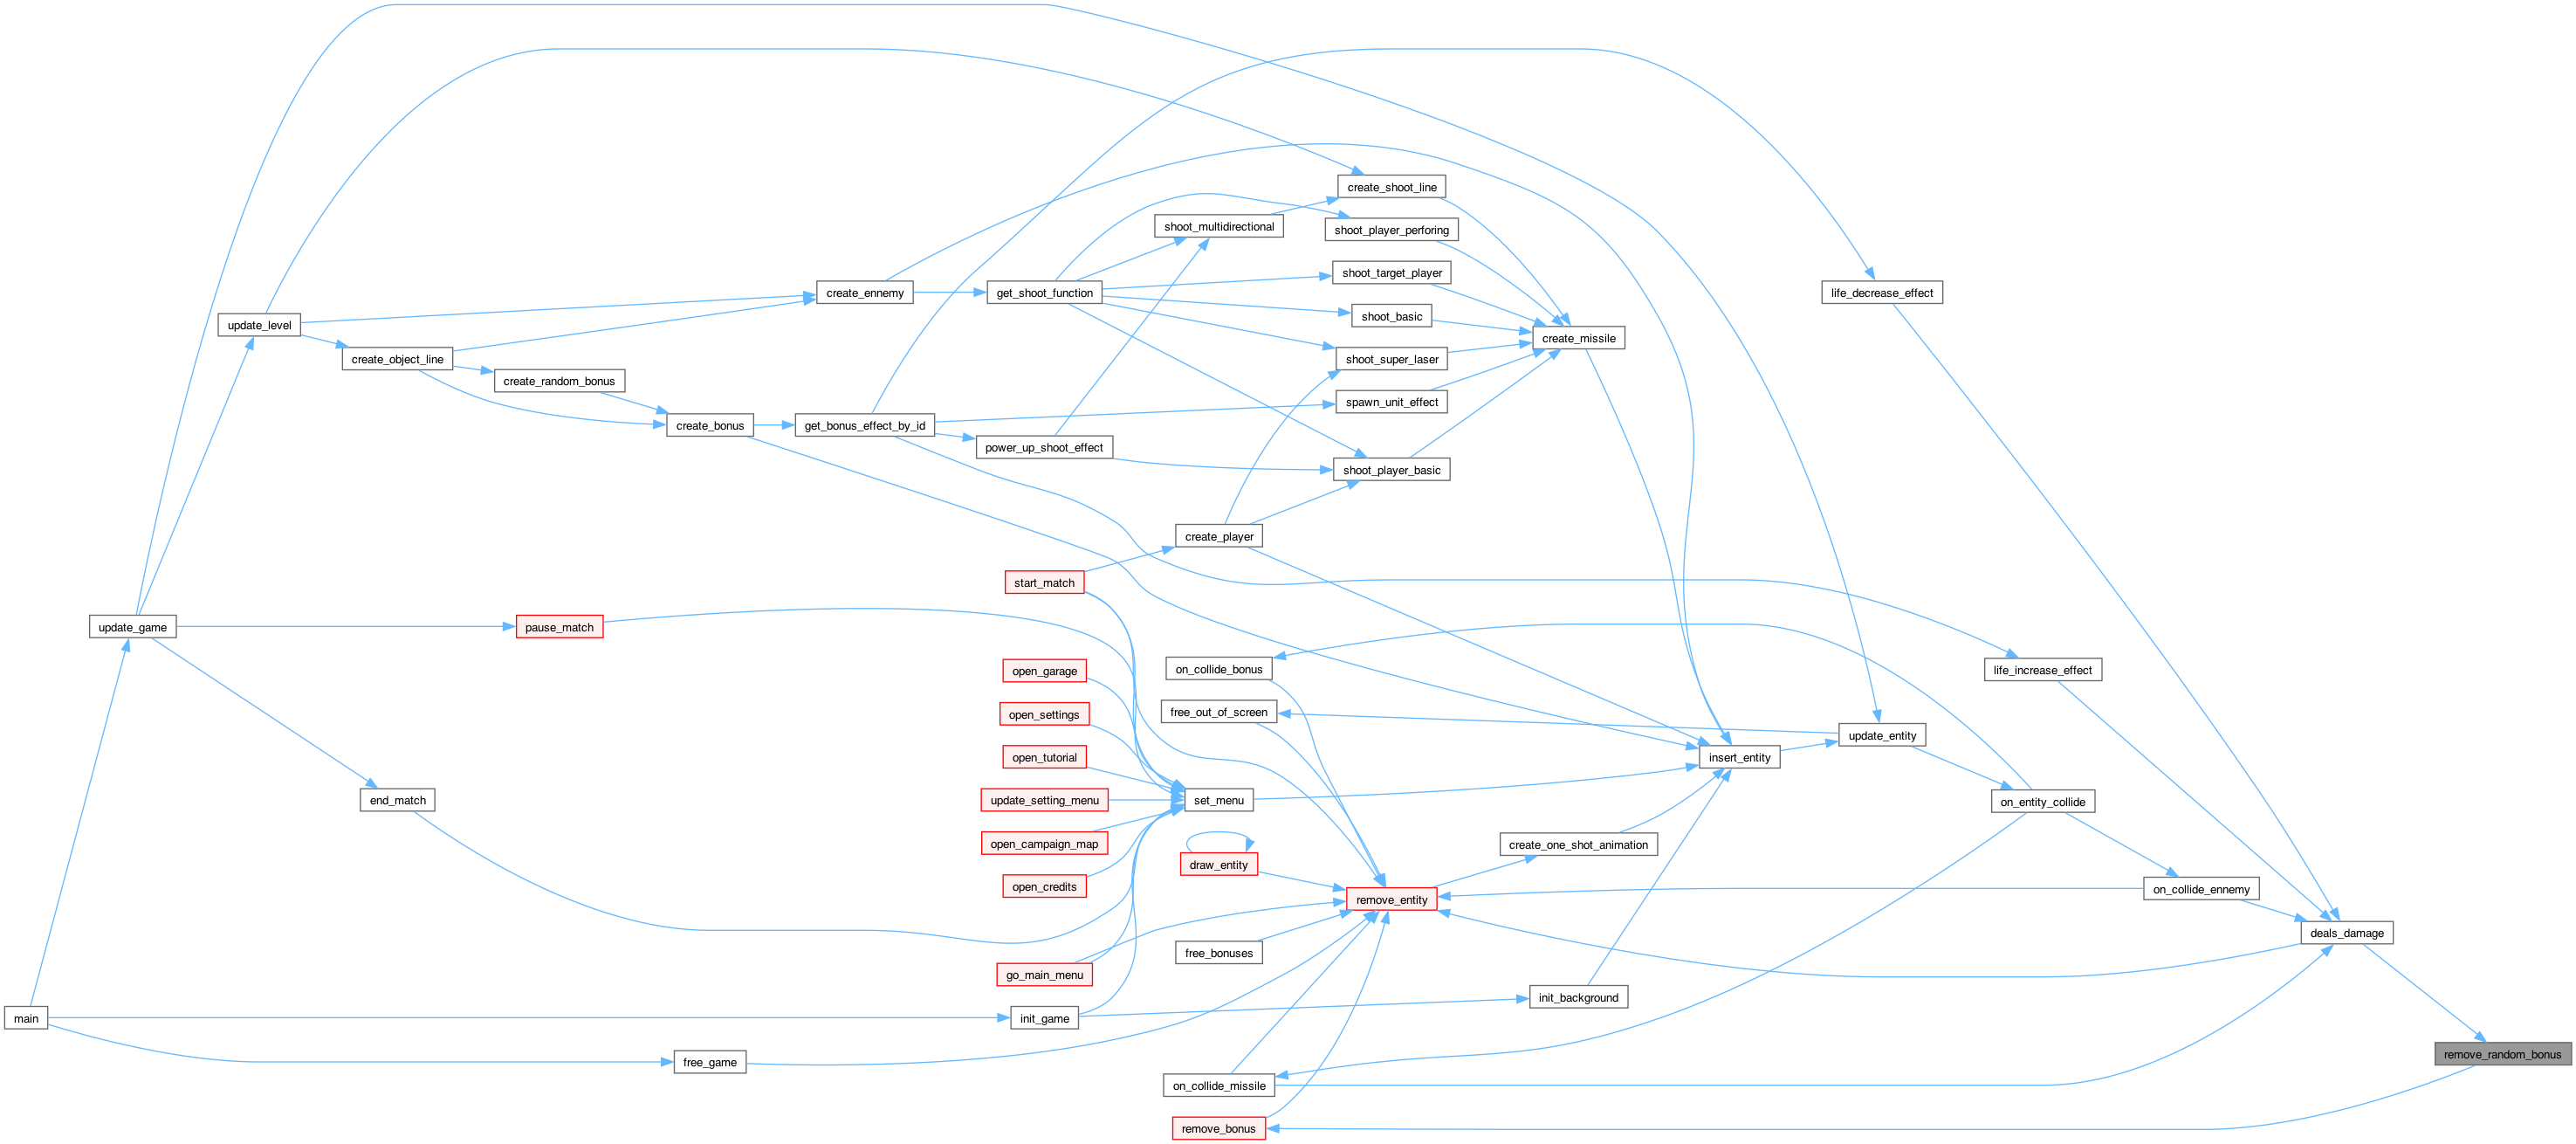 create_shoot_line
shoot_multidirectional
shoot_player_perforing
shoot_target_player
create_ennemy
get_shoot_function
life_decrease_effect
shoot_basic
update_level
create_missile
create_object_line
shoot_super_laser
create_random_bonus
spawn_unit_effect
create_bonus
get_bonus_effect_by_id
power_up_shoot_effect
shoot_player_basic
create_player
start_match
update_game
pause_match
open_garage
on_collide_bonus
life_increase_effect
open_settings
free_out_of_screen
update_entity
open_tutorial
insert_entity
end_match
update_setting_menu
set_menu
on_entity_collide
open_campaign_map
create_one_shot_animation
draw_entity
open_credits
remove_entity
on_collide_ennemy
deals_damage
free_bonuses
go_main_menu
init_background
main
init_game
remove_random_bonus
free_game
on_collide_missile
remove_bonus